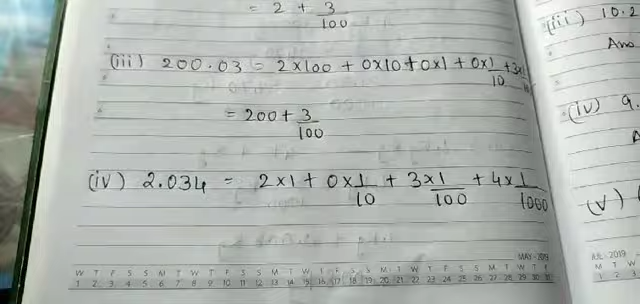 = 2 + 3/100
(iii) 200.03 = 2×100 + 0×10 + 0×1 + 0×1/10 + 3×1/10
= 200 + 3/100
(iv) 2.034 = 2×1 + 0×1/10 + 3×1/100 + 4×1/1000
MAY - 2019
W T F S S M T W T F S S M T W T F S S M T W T F S S M T W T F
1 2 3 4 5 6 7 8 9 10 11 12 13 14 15 16 17 18 19 20 21 22 23 24 25 26 27 28 29 30 31
(iii) 10.2
Ans.
(iv) 9.
A
(v)
JUL - 2019
M T W
1 2